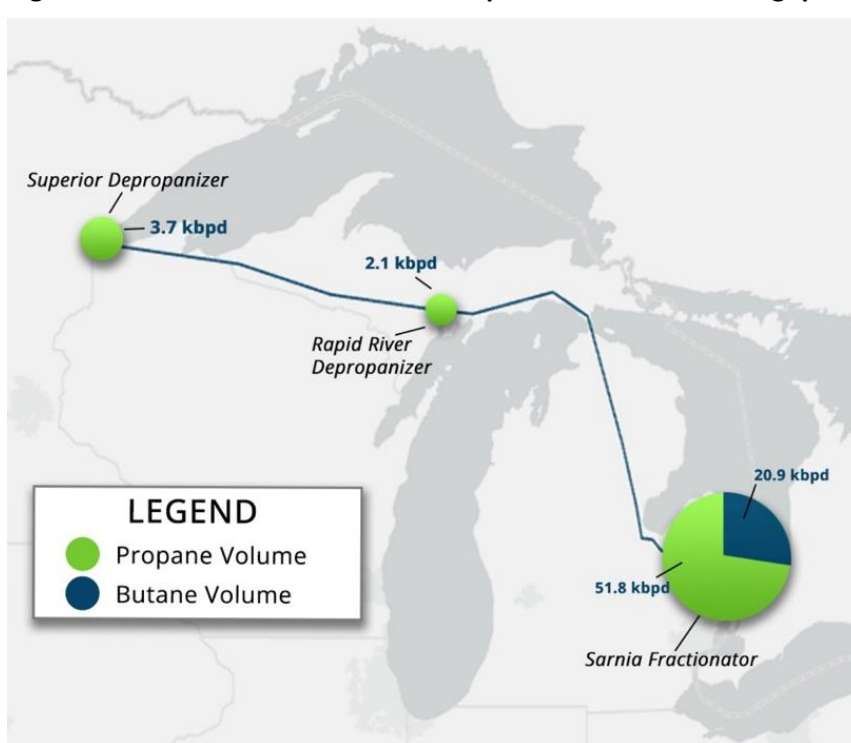 Superior Depropanizer
3.7 kbpd
2.1 kbpd
Rapid River
Depropanizer
20.9 kbpd
LEGEND
Propane Volume
Butane Volume
51.8 kbpd
Sarnia Fractionator